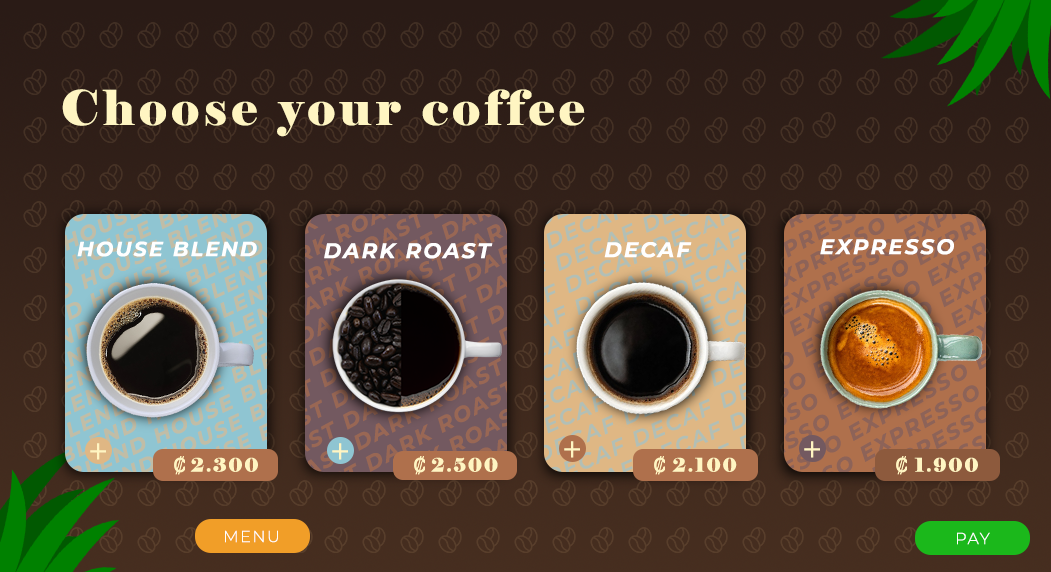 Choose your coffee
HOUSE BLEND
DARK ROAST
DECAF
EXPRESSO
₡2.300
₡2.500
₡2.100
₡1.900
MENU
PAY